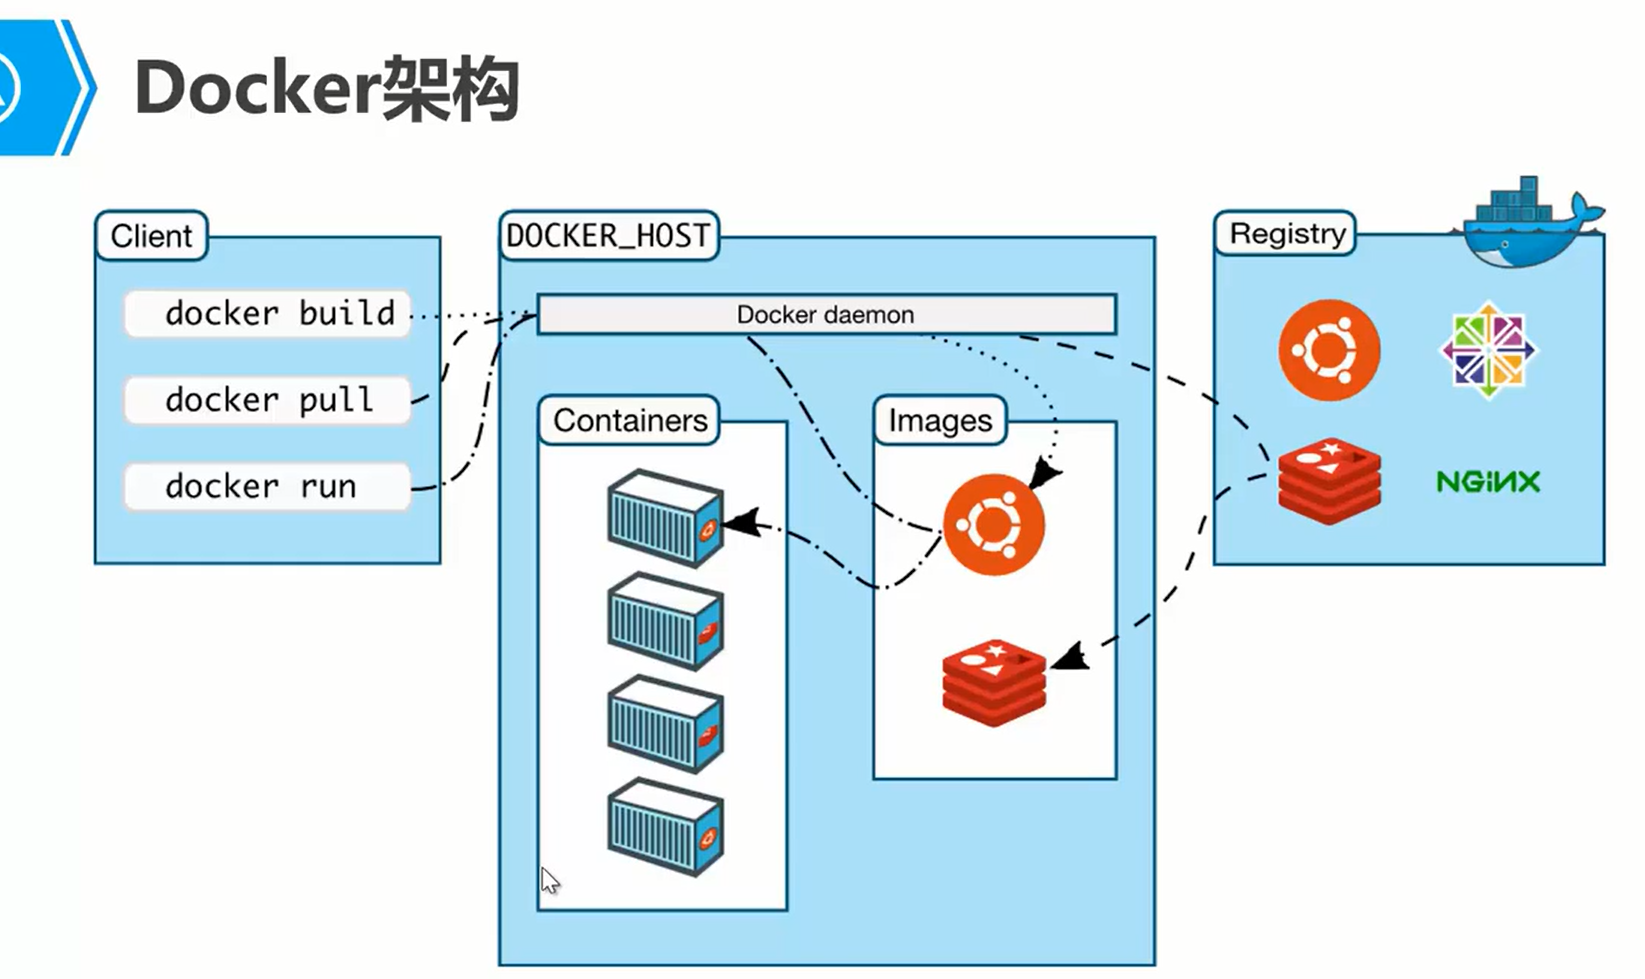 Docker架构
Client
docker build
docker pull
docker run
DOCKER_HOST
Docker daemon
Containers
Images
Registry
NGiNX